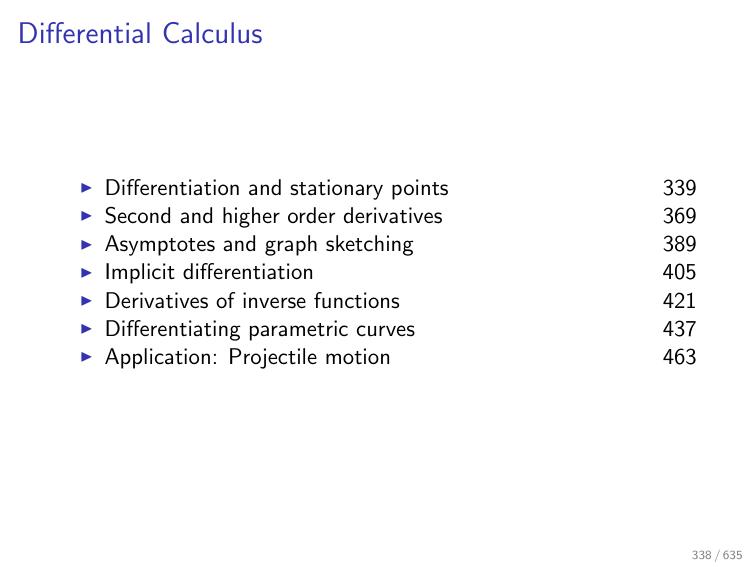 Differential Calculus
▶ Differentiation and stationary points 339
▶ Second and higher order derivatives 369
▶ Asymptotes and graph sketching 389
▶ Implicit differentiation 405
▶ Derivatives of inverse functions 421
▶ Differentiating parametric curves 437
▶ Application: Projectile motion 463
338 / 635